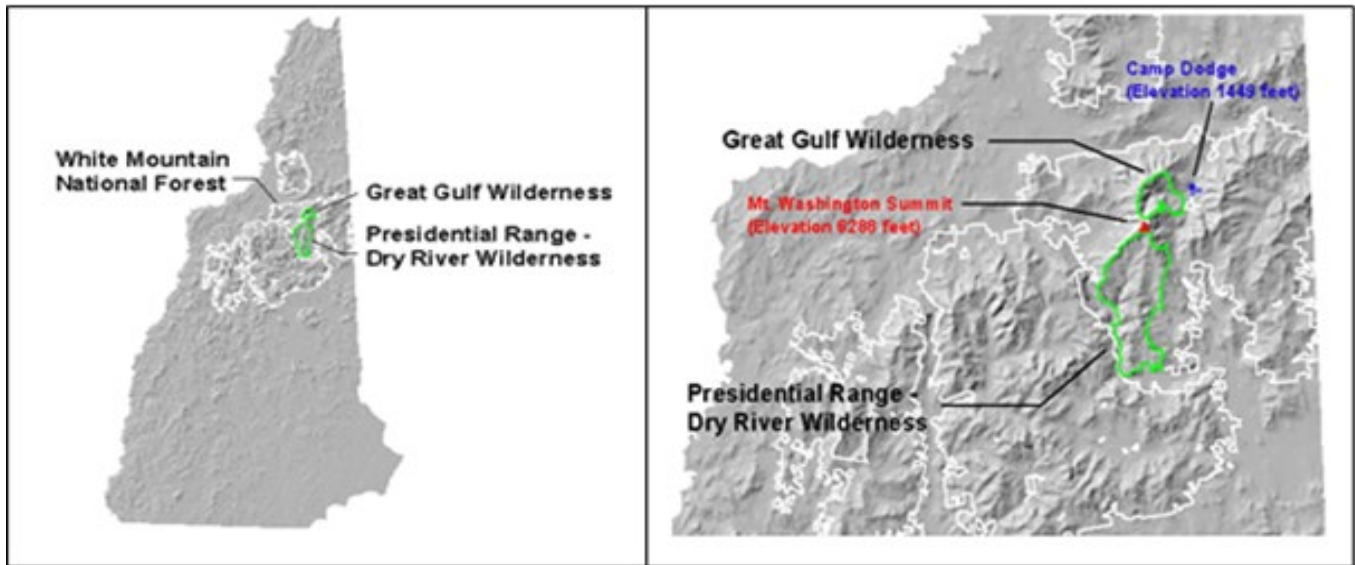 White Mountain
National Forest
Great Gulf Wilderness
Presidential Range -
Dry River Wilderness
Camp Dodge
(Elevation 1449 feet)
Great Gulf Wilderness
Mt. Washington Summit
(Elevation 6288 feet)
Presidential Range -
Dry River Wilderness